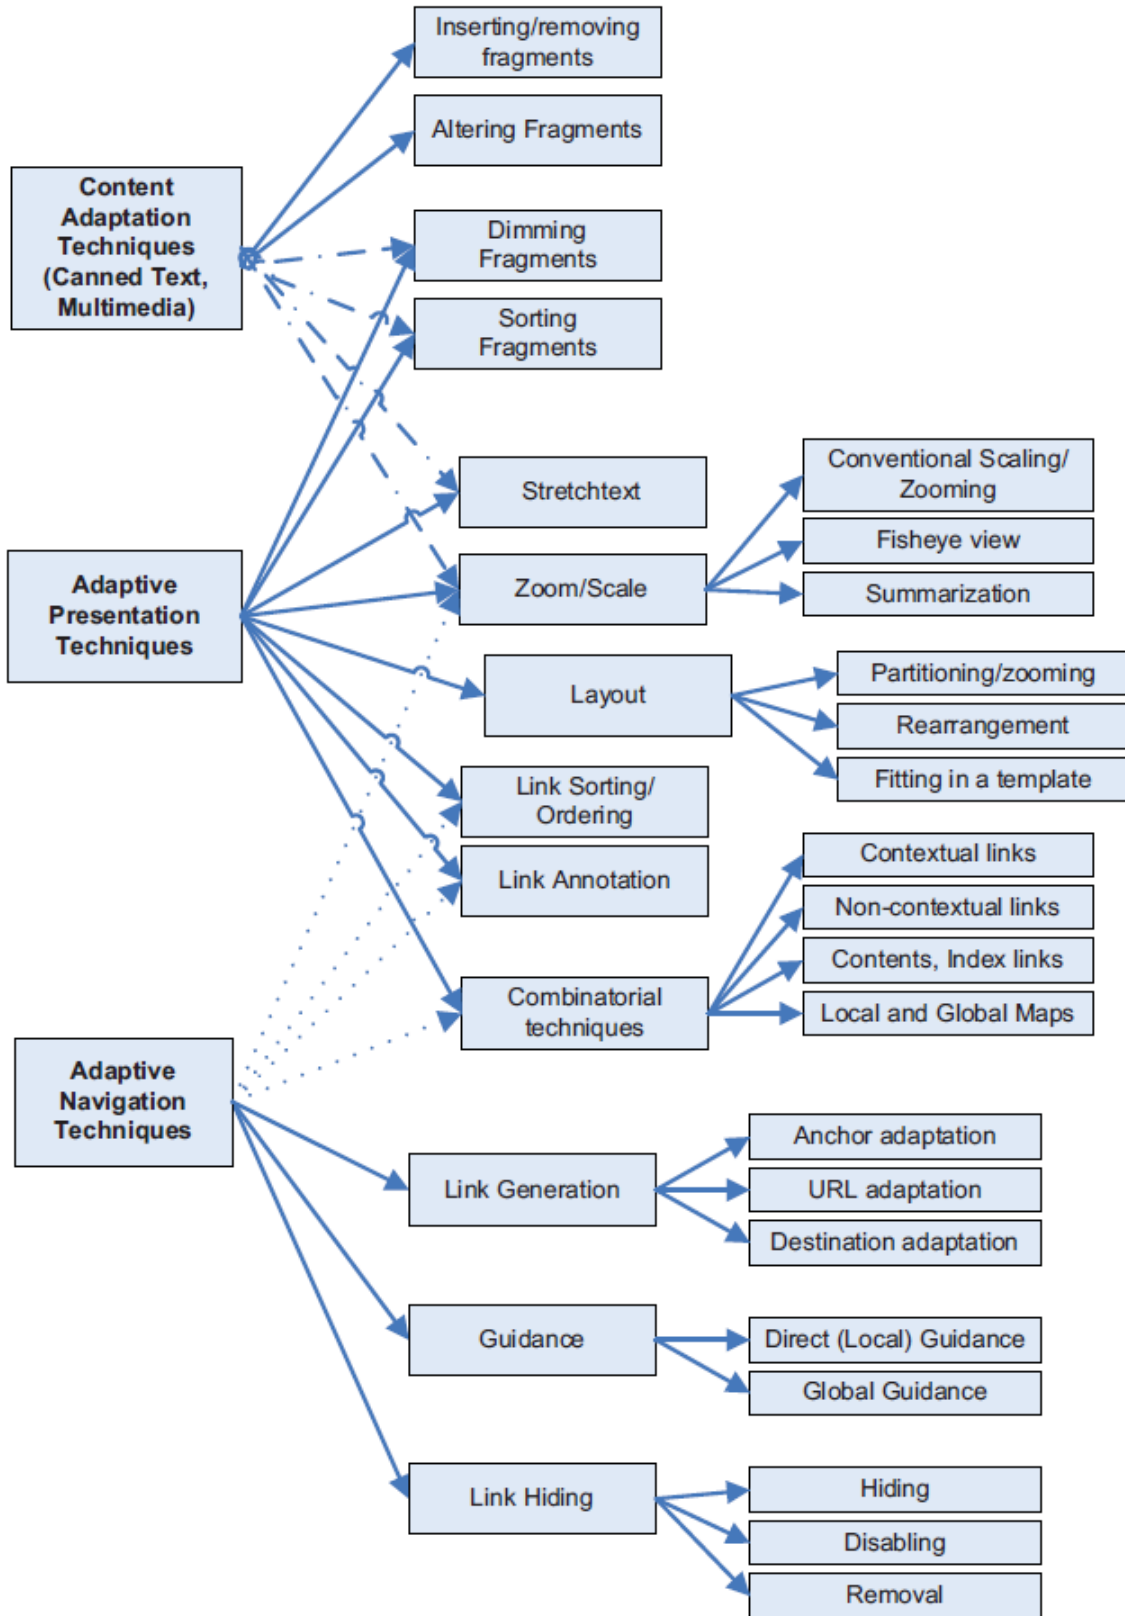 Inserting/removing
fragments
Altering Fragments
Content
Adaptation
Techniques
(Canned Text,
Multimedia)
Dimming
Fragments
Sorting
Fragments
Stretchtext
Conventional Scaling/
Zooming
Fisheye view
Adaptive
Presentation
Techniques
Zoom/Scale
Summarization
Layout
Partitioning/zooming
Rearrangement
Fitting in a template
Link Sorting/
Ordering
Link Annotation
Contextual links
Non-contextual links
Contents, Index links
Local and Global Maps
Combinatorial
techniques
Adaptive
Navigation
Techniques
Link Generation
Anchor adaptation
URL adaptation
Destination adaptation
Guidance
Direct (Local) Guidance
Global Guidance
Link Hiding
Hiding
Disabling
Removal